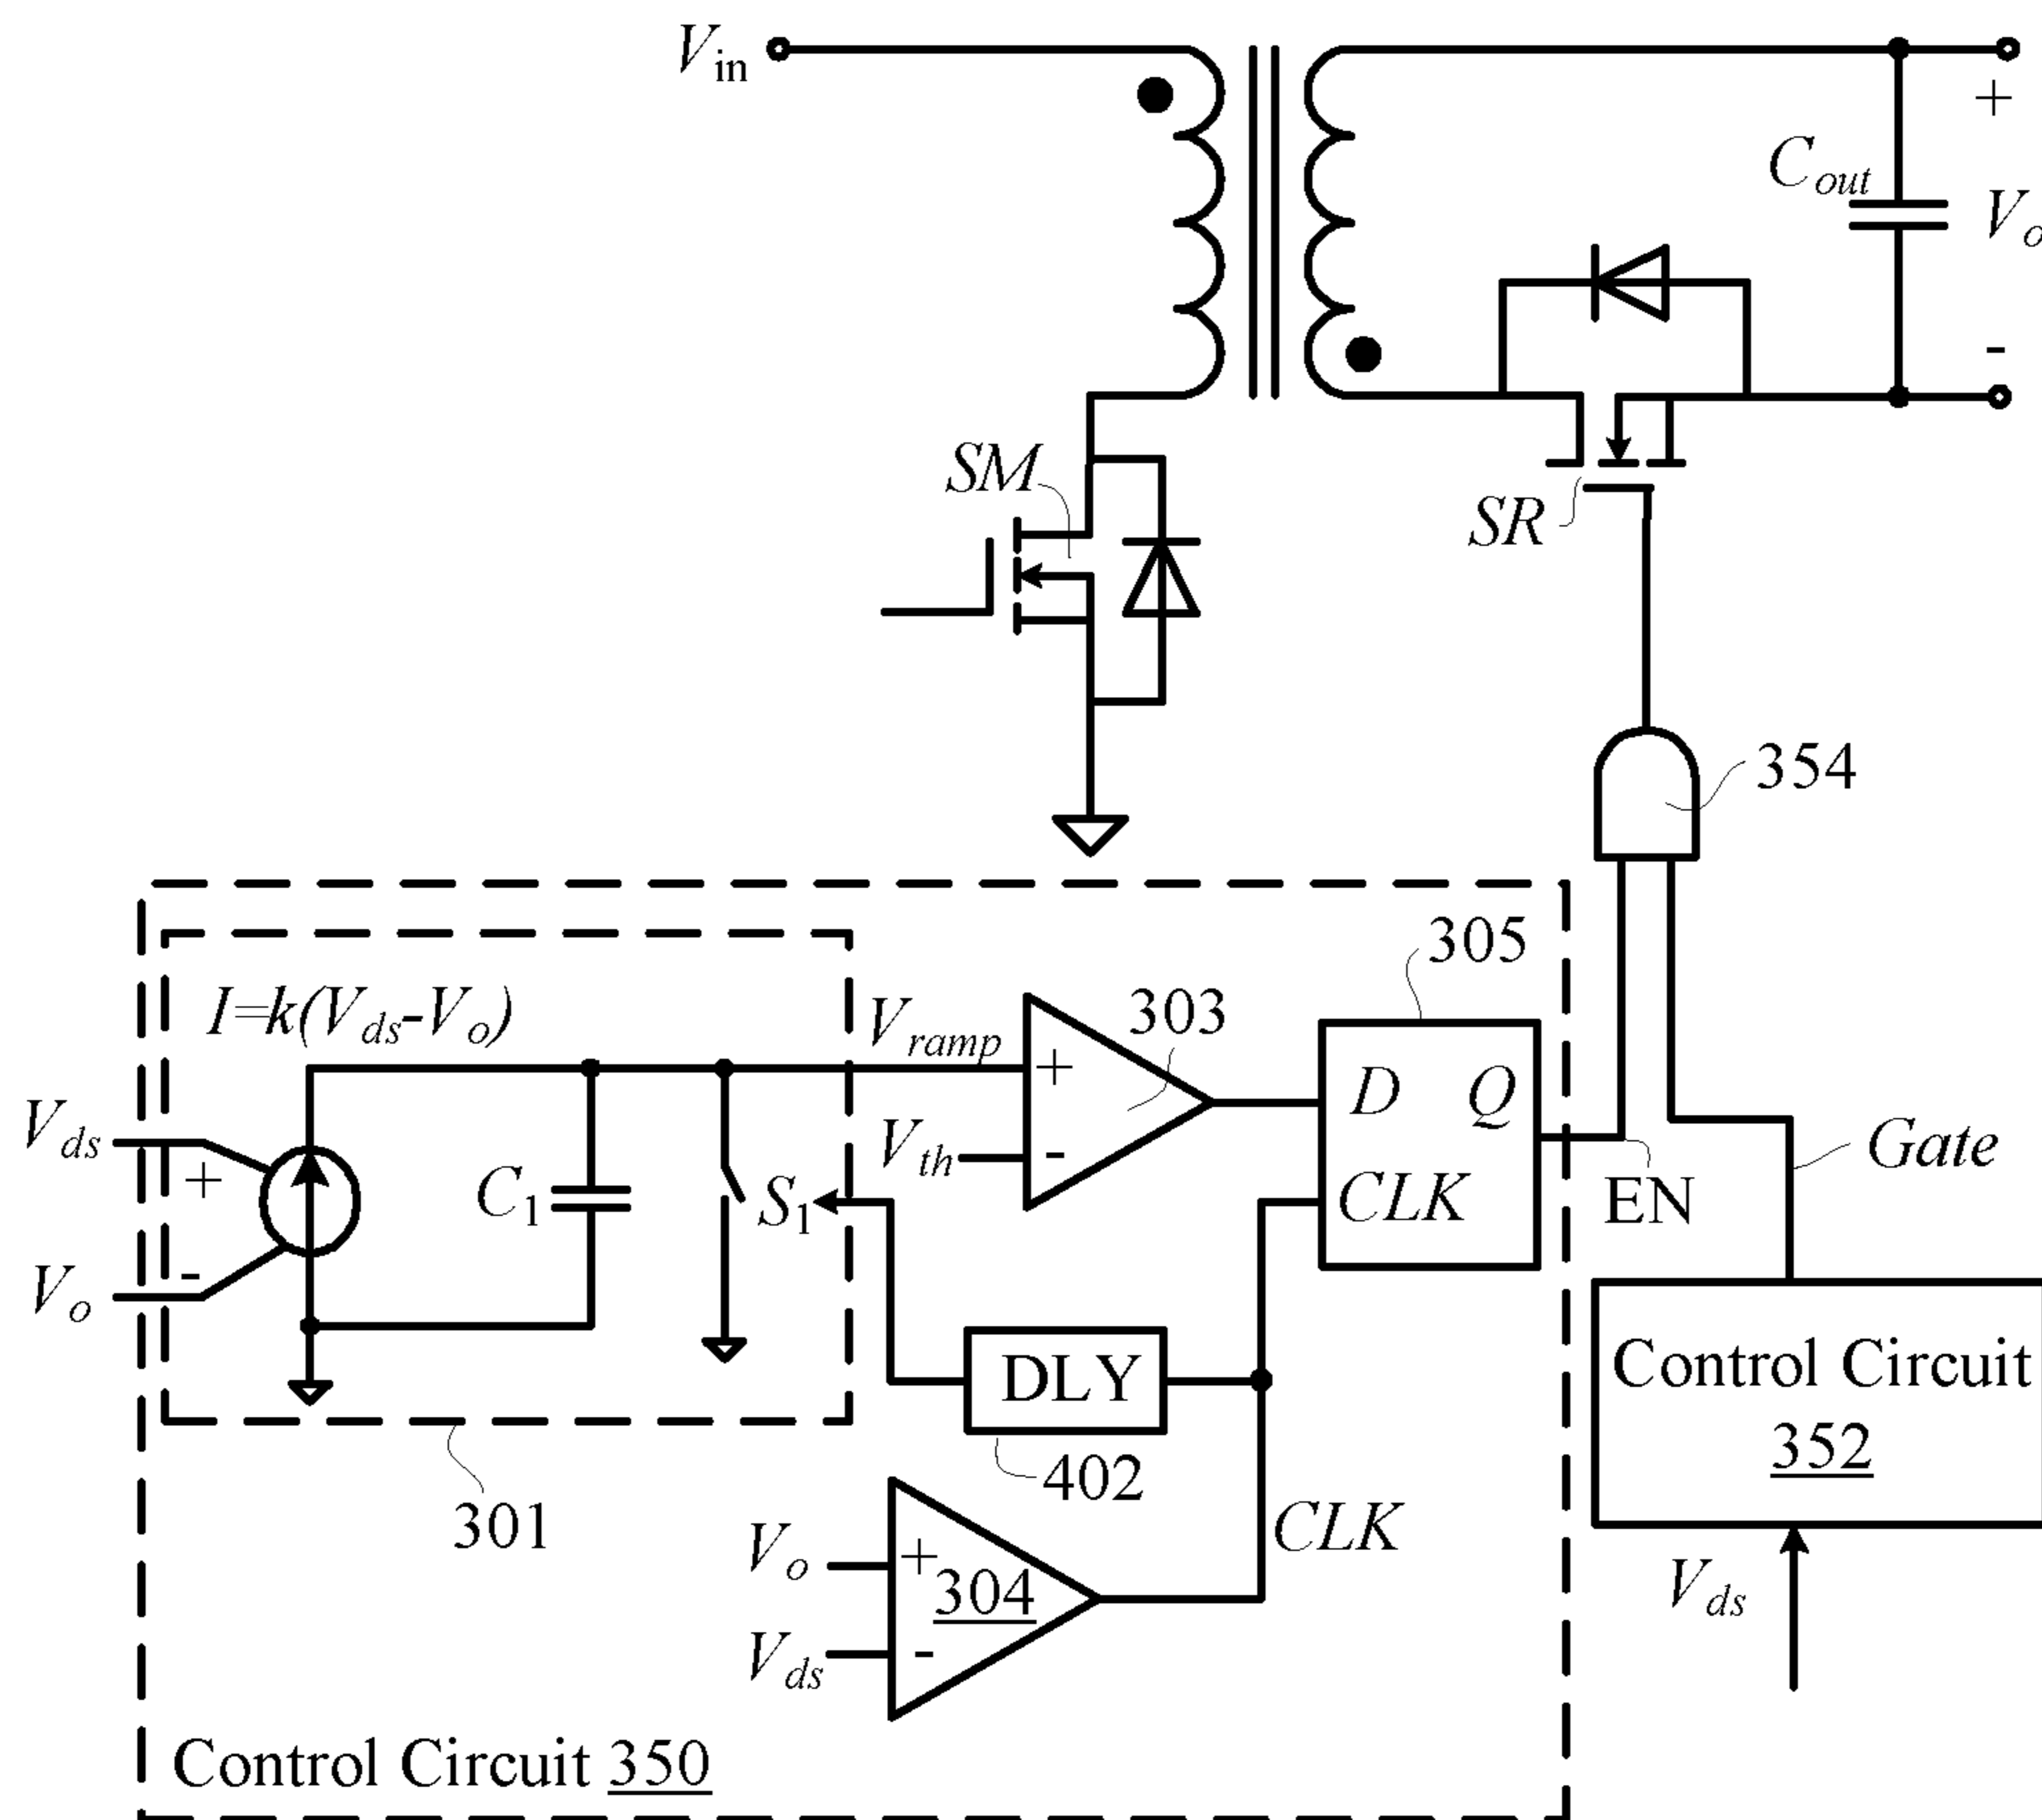 Vin
+
Cout
Vo
-
SM
SR
354
305
I=k(Vds-Vo)
Vramp
303
+
D
Q
Vds
+
C1
S1
Vth
-
CLK
EN
Gate
Vo
-
DLY
402
Control Circuit
352
301
CLK
Vo
+
304
Vds
-
Vds
Control Circuit 350